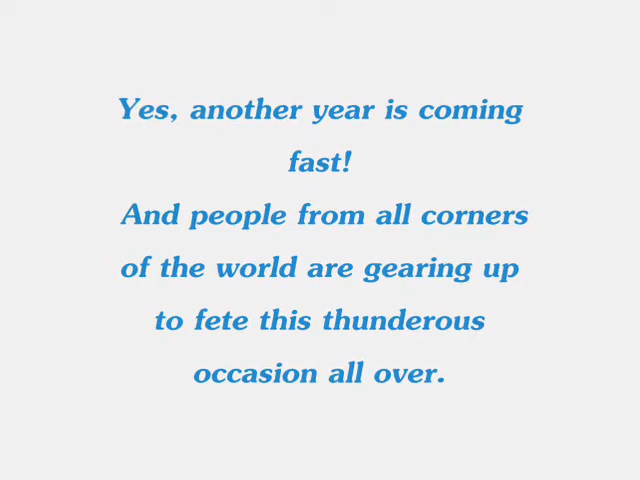 Yes, another year is coming
fast!
And people from all corners
of the world are gearing up
to fete this thunderous
occasion all over.